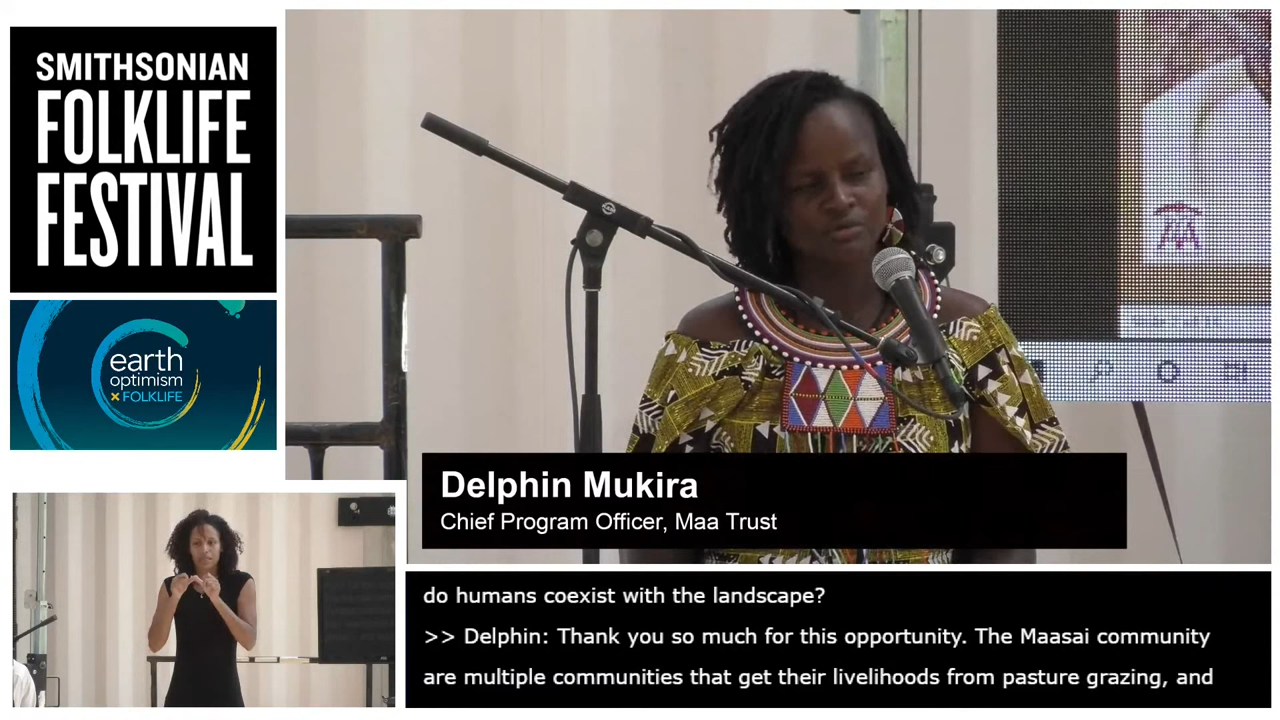 SMITHSONIAN
FOLKLIFE
FESTIVAL
earth
optimism
× FOLKLIFE
Delphin Mukira
Chief Program Officer, Maa Trust
do humans coexist with the landscape?
>> Delphin: Thank you so much for this opportunity. The Maasai community
are multiple communities that get their livelihoods from pasture grazing, and